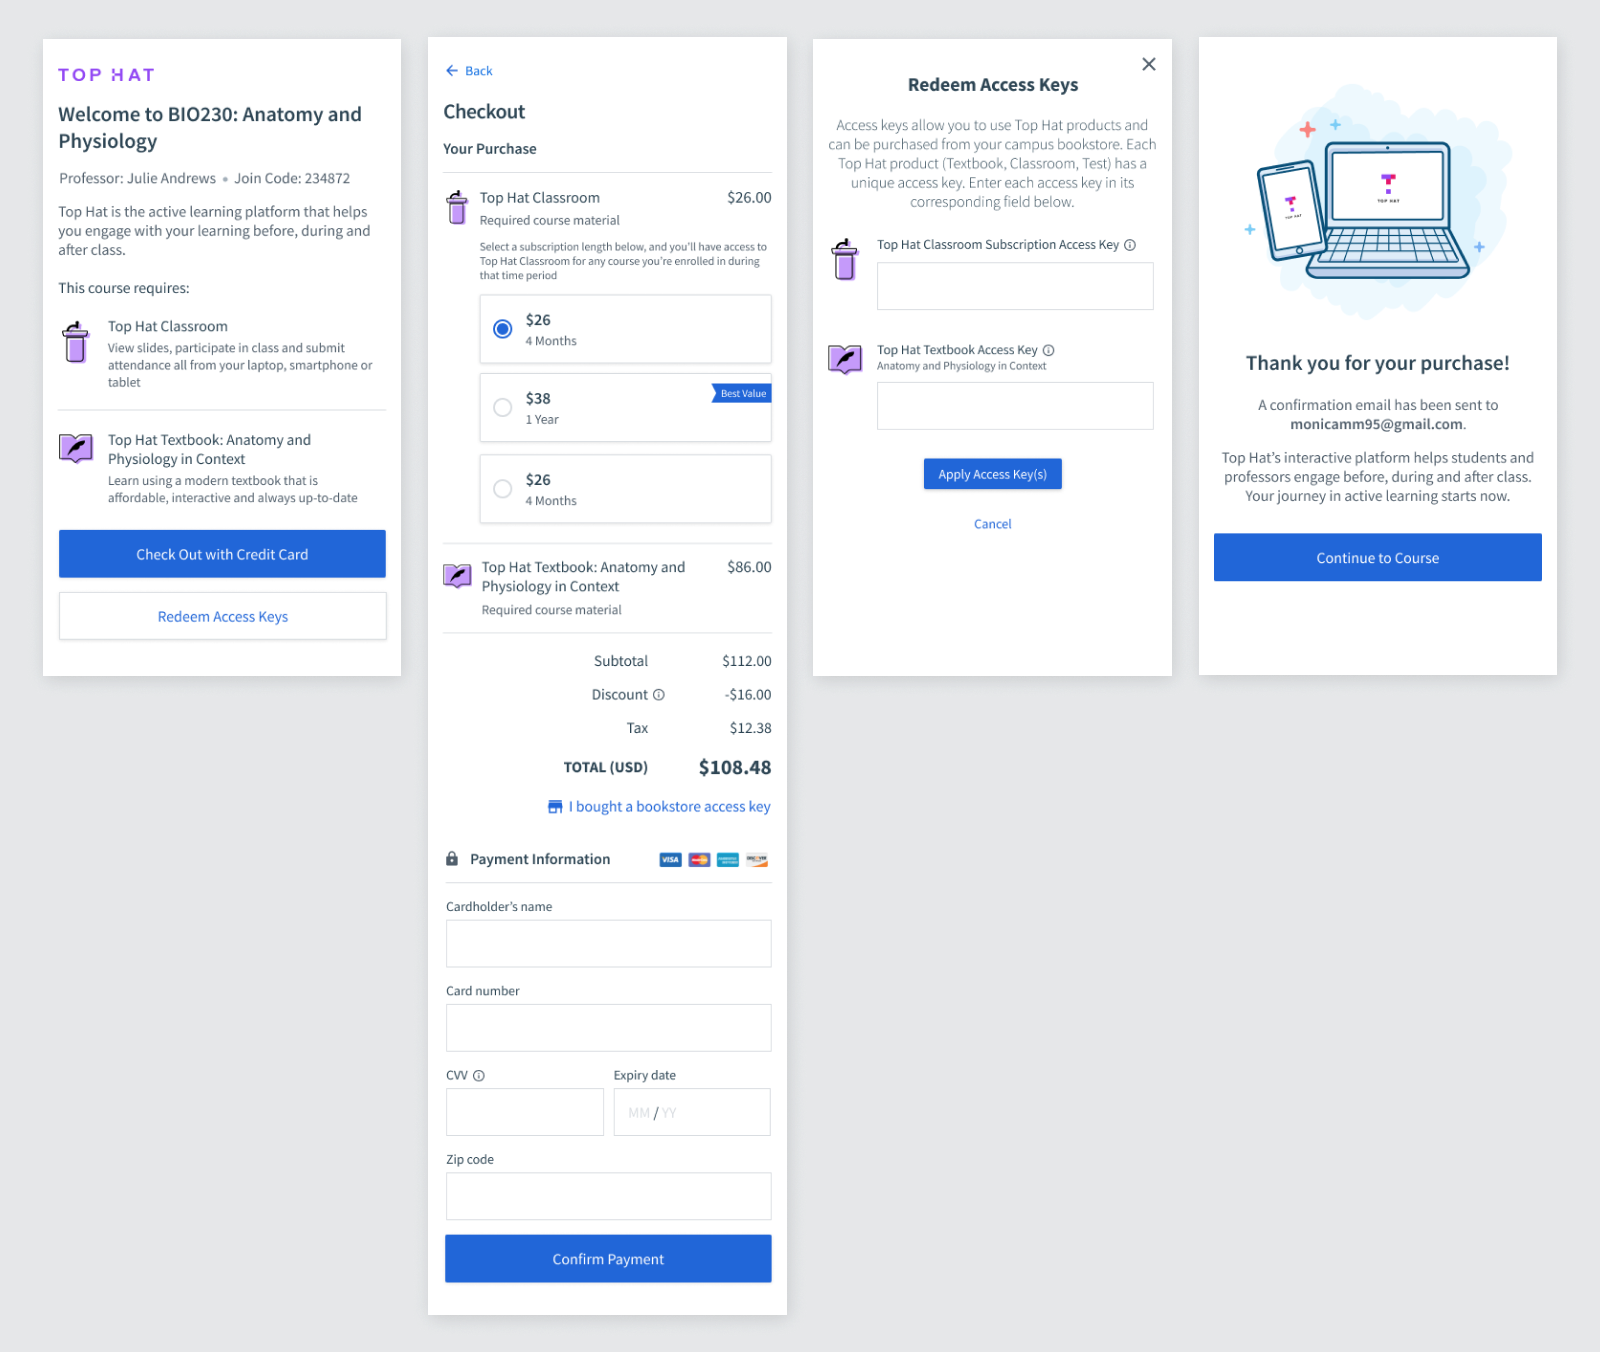 TOP HAT
Welcome to BIO230: Anatomy and
Physiology
Professor: Julie Andrews • Join Code: 234872
Top Hat is the active learning platform that helps
you engage with your learning before, during and
after class.
This course requires:
Top Hat Classroom
View slides, participate in class and submit
attendance all from your laptop, smartphone or
tablet
Top Hat Textbook: Anatomy and
Physiology in Context
Learn using a modern textbook that is
affordable, interactive and always up-to-date
Check Out with Credit Card
Redeem Access Keys
Back
Checkout
Your Purchase
Top Hat Classroom $26.00
Required course material
Select a subscription length below, and you'll have access to
Top Hat Classroom for any course you're enrolled in during
that time period
$26
4 Months
$38
1 Year
Best Value
$26
4 Months
Top Hat Textbook: Anatomy and $86.00
Physiology in Context
Required course material
Subtotal $112.00
Discount -$16.00
Tax $12.38
TOTAL (USD) $108.48
I bought a bookstore access key
Payment Information
VISA
Cardholder's name
Card number
CVV Expiry date
MM / YY
Zip code
Confirm Payment
Redeem Access Keys
Access keys allow you to use Top Hat products and
can be purchased from your campus bookstore. Each
Top Hat product (Textbook, Classroom, Test) has a
unique access key. Enter each access key in its
corresponding field below.
Top Hat Classroom Subscription Access Key
Top Hat Textbook Access Key
Anatomy and Physiology in Context
Apply Access Key(s)
Cancel
TOP HAT
TOP HAT
Thank you for your purchase!
A confirmation email has been sent to
monicamm95@gmail.com.
Top Hat's interactive platform helps students and
professors engage before, during and after class.
Your journey in active learning starts now.
Continue to Course